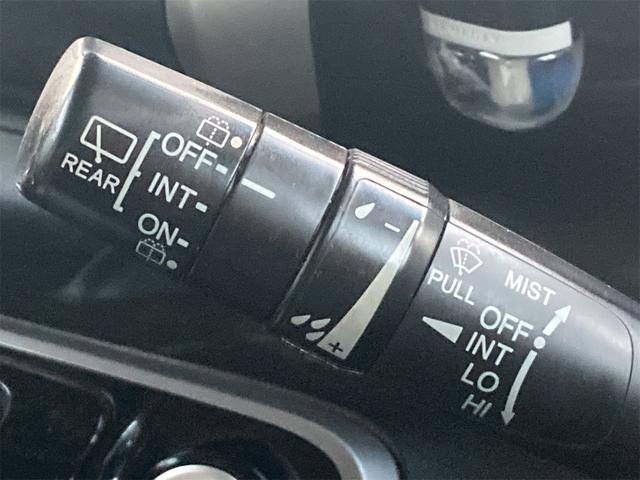 REAR
OFF
INT
ON
−
+
PULL
MIST
OFF
INT
LO
HI